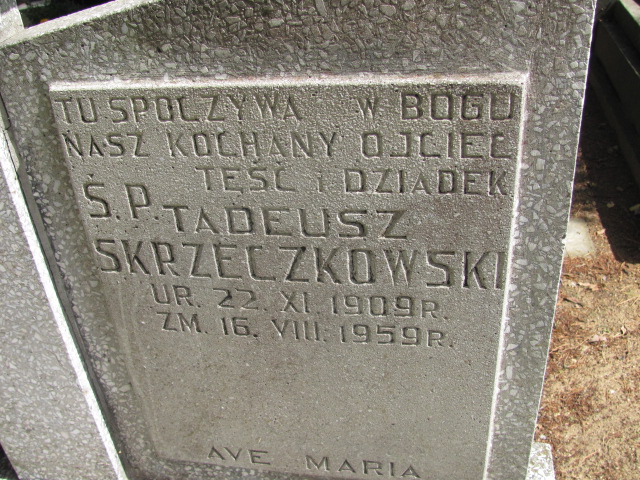 TU SPOCZYWA W BOGU
NASZ KOCHANY OJCIEC
TEŚĆ i DZIADEK
Ś.P. TADEUSZ
SKRZECZKOWSKI
UR. 22. XI. 1909R.
ZM. 16. VIII. 1959R.
AVE MARIA